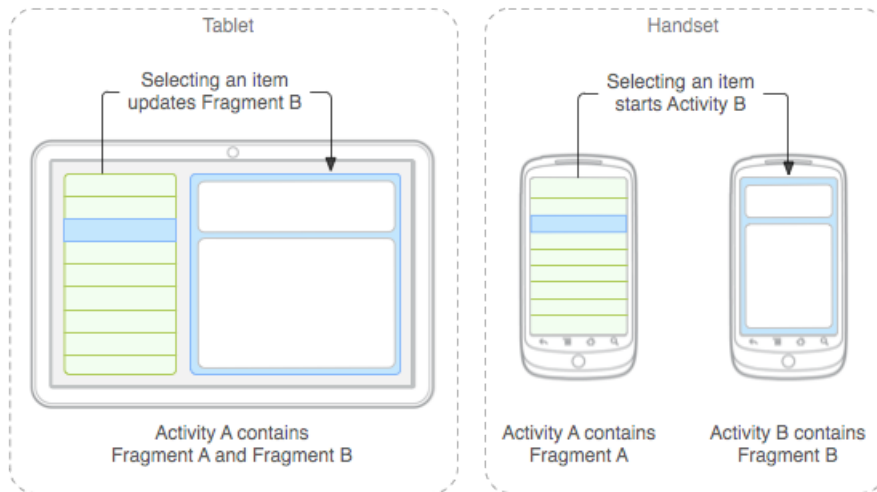 Tablet
Selecting an item
updates Fragment B
Activity A contains
Fragment A and Fragment B
Handset
Selecting an item
starts Activity B
Activity A contains
Fragment A
Activity B contains
Fragment B